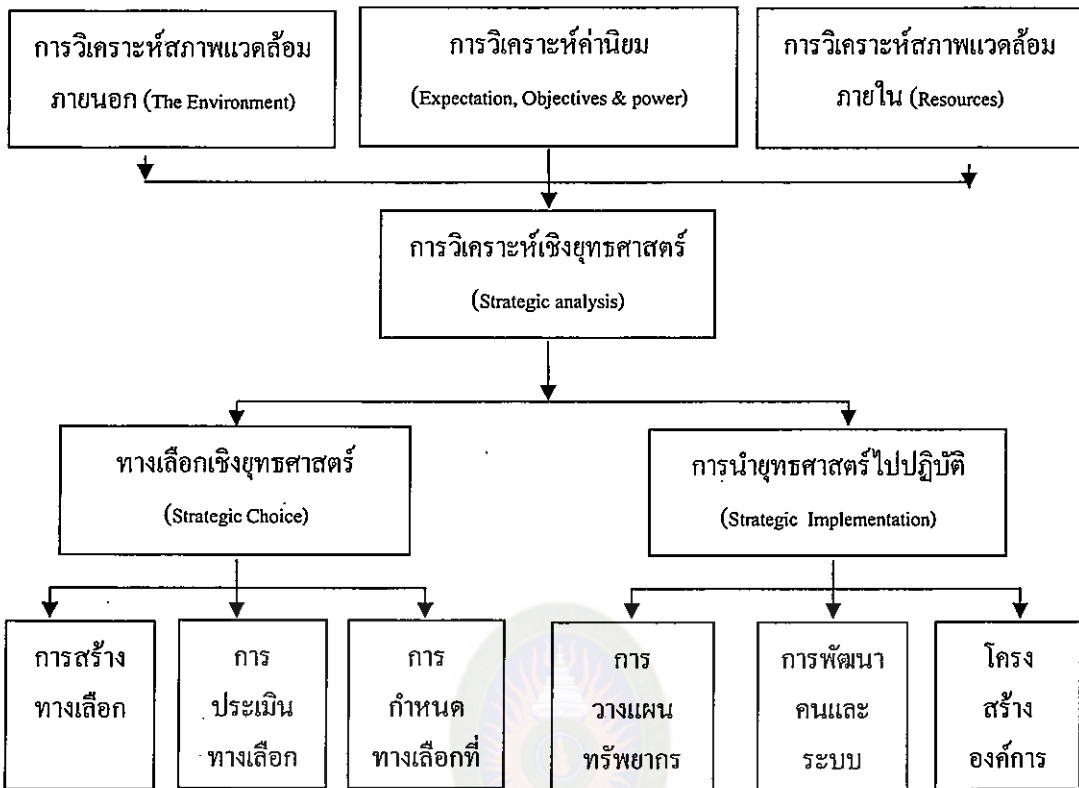 การวิเคราะห์สภาพแวดล้อม
ภายนอก (The Environment)
การวิเคราะห์ค่านิยม
(Expectation, Objectives & power)
การวิเคราะห์สภาพแวดล้อม
ภายใน (Resources)
การวิเคราะห์เชิงยุทธศาสตร์
(Strategic analysis)
ทางเลือกเชิงยุทธศาสตร์
(Strategic Choice)
การนำยุทธศาสตร์ไปปฏิบัติ
(Strategic Implementation)
การสร้าง
ทางเลือก
การ
ประเมิน
ทางเลือก
การ
กำหนด
ทางเลือกที่
การ
วางแผน
ทรัพยากร
การพัฒนา
คนและ
ระบบ
โครง
สร้าง
องค์การ